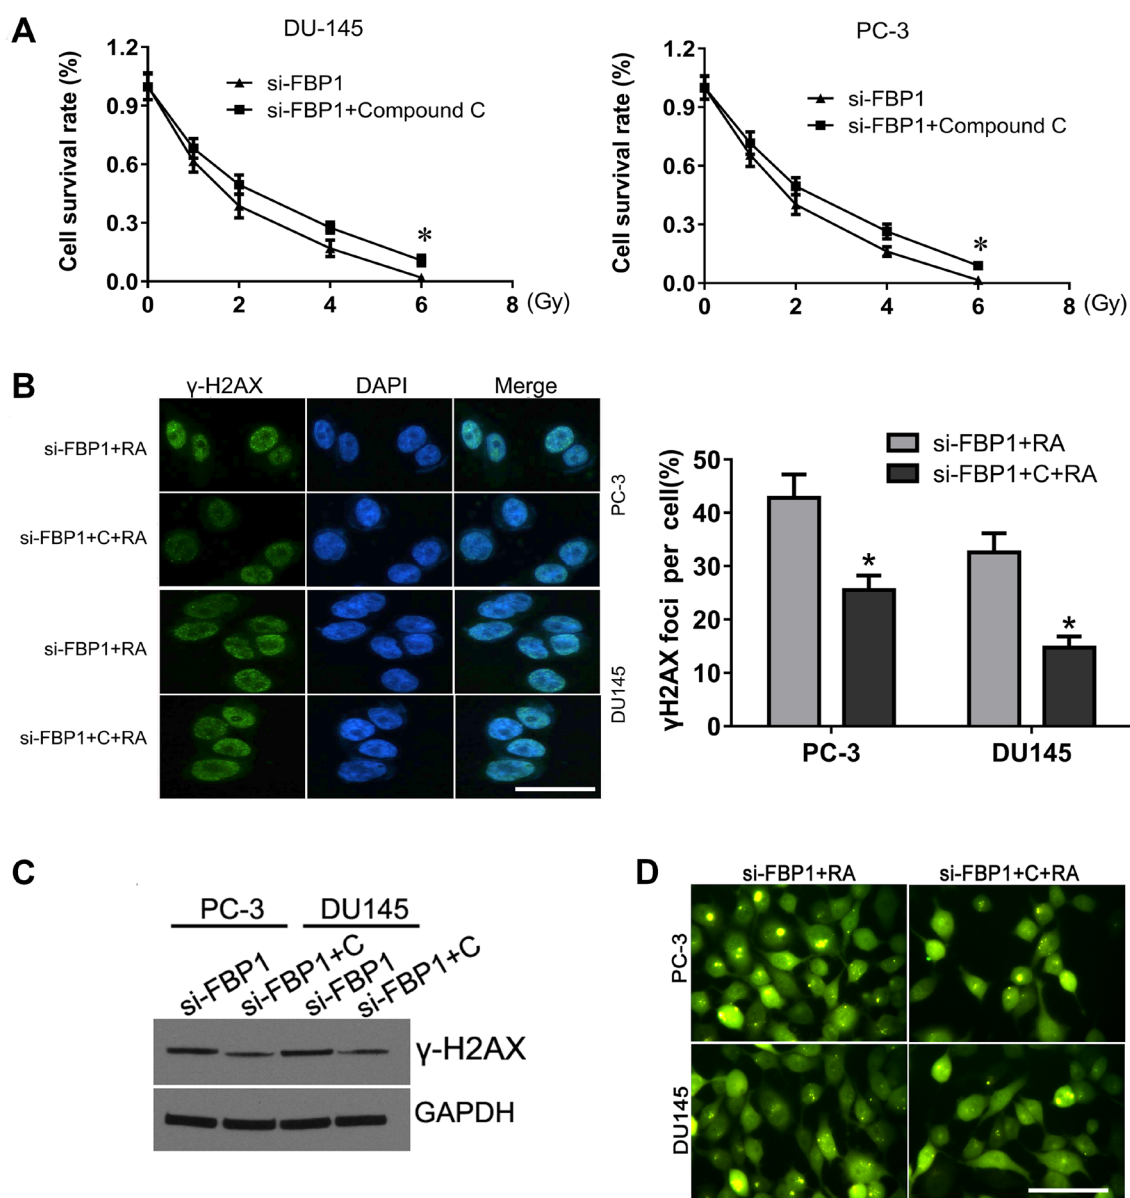 A
DU-145
PC-3
Cell survival rate (%)
1.2
0.9
0.6
0.3
0.0
0 2 4 6 8 (Gy)
si-FBP1
si-FBP1+Compound C
*
Cell survival rate (%)
1.2
0.9
0.6
0.3
0.0
0 2 4 6 8 (Gy)
si-FBP1
si-FBP1+Compound C
*
B
γ-H2AX DAPI Merge
si-FBP1+RA
si-FBP1+C+RA
PC-3
si-FBP1+RA
si-FBP1+C+RA
DU145
si-FBP1+RA
si-FBP1+C+RA
γH2AX foci per cell(%)
50
40
30
20
10
0
*
*
PC-3 DU145
C
PC-3 DU145
si-FBP1 si-FBP1+C si-FBP1 si-FBP1+C
γ-H2AX
GAPDH
D
si-FBP1+RA si-FBP1+C+RA
PC-3
DU145